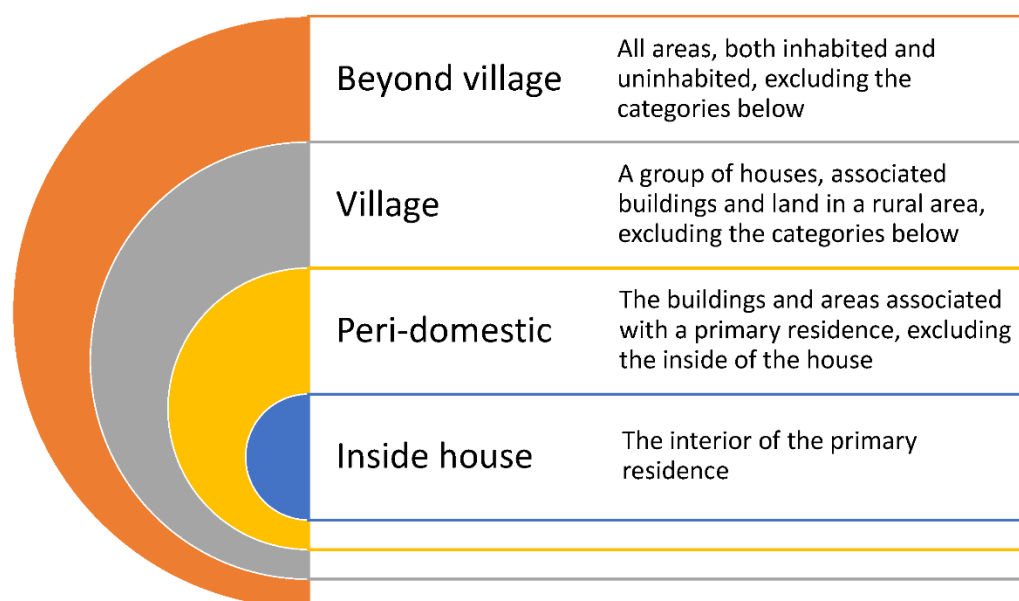 Beyond village
All areas, both inhabited and
uninhabited, excluding the
categories below
Village
A group of houses, associated
buildings and land in a rural area,
excluding the categories below
Peri-domestic
The buildings and areas associated
with a primary residence, excluding
the inside of the house
Inside house
The interior of the primary
residence